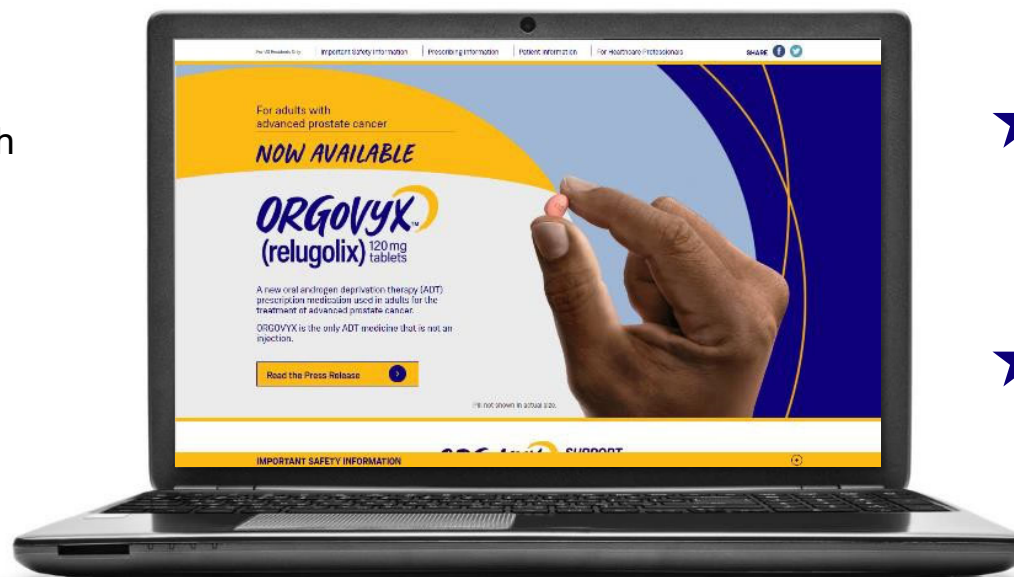 n
For US Residents Only
Important Safety Information
Prescribing Information
Patient Information
For Healthcare Professionals
SHARE
For adults with
advanced prostate cancer
NOW AVAILABLE
ORGOVYX™
(relugolix) 120 mg
tablets
A new oral androgen deprivation therapy (ADT)
prescription medication used in adults for the
treatment of advanced prostate cancer.
ORGOVYX is the only ADT medicine that is not an
injection.
Read the Press Release
Pill not shown in actual size.
SUPPORT
IMPORTANT SAFETY INFORMATION